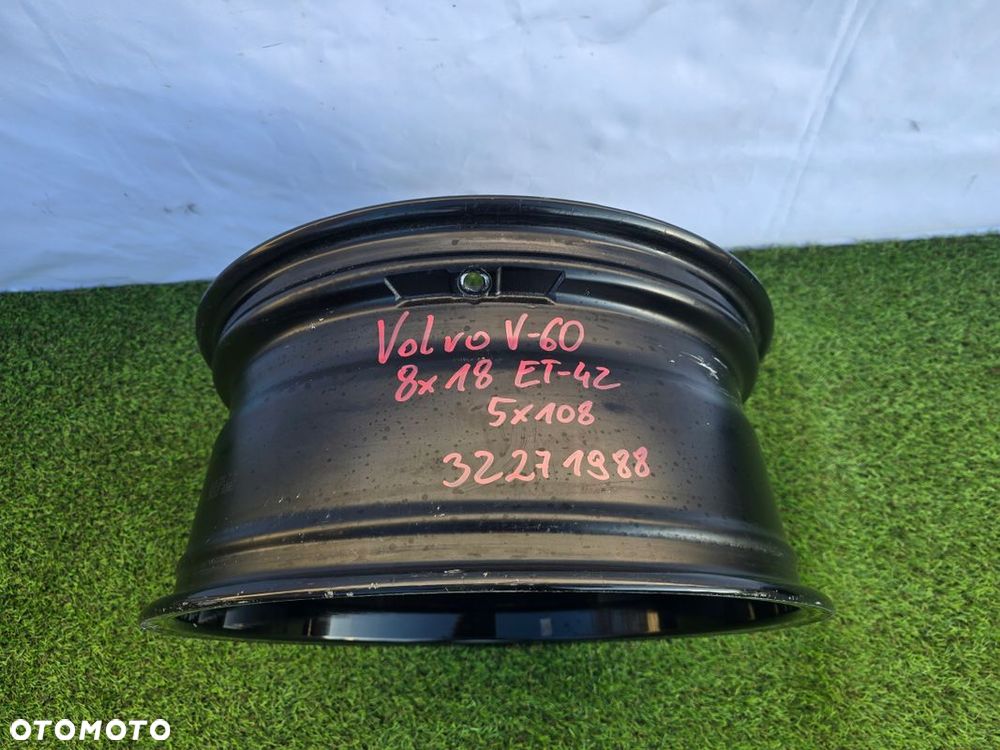 Volvo V-60
8x18 ET-42
5x108
32271988
OTOMOTO